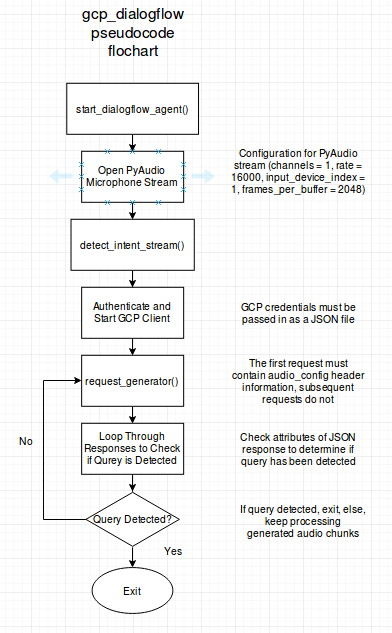 gcp_dialogflow
pseudocode
flochart
start_dialogflow_agent()
Open PyAudio
Microphone Stream
Configuration for PyAudio
stream (channels = 1, rate =
16000, input_device_index =
1, frames_per_buffer = 2048)
detect_intent_stream()
Authenticate and
Start GCP Client
GCP credentials must be
passed in as a JSON file
request_generator()
The first request must
contain audio_config header
information, subsequent
requests do not
No
Loop Through
Responses to Check
if Qurey is Detected
Check attributes of JSON
response to determine if
query has been detected
Query Detected?
If query detected, exit, else,
keep processing
generated audio chunks
Yes
Exit